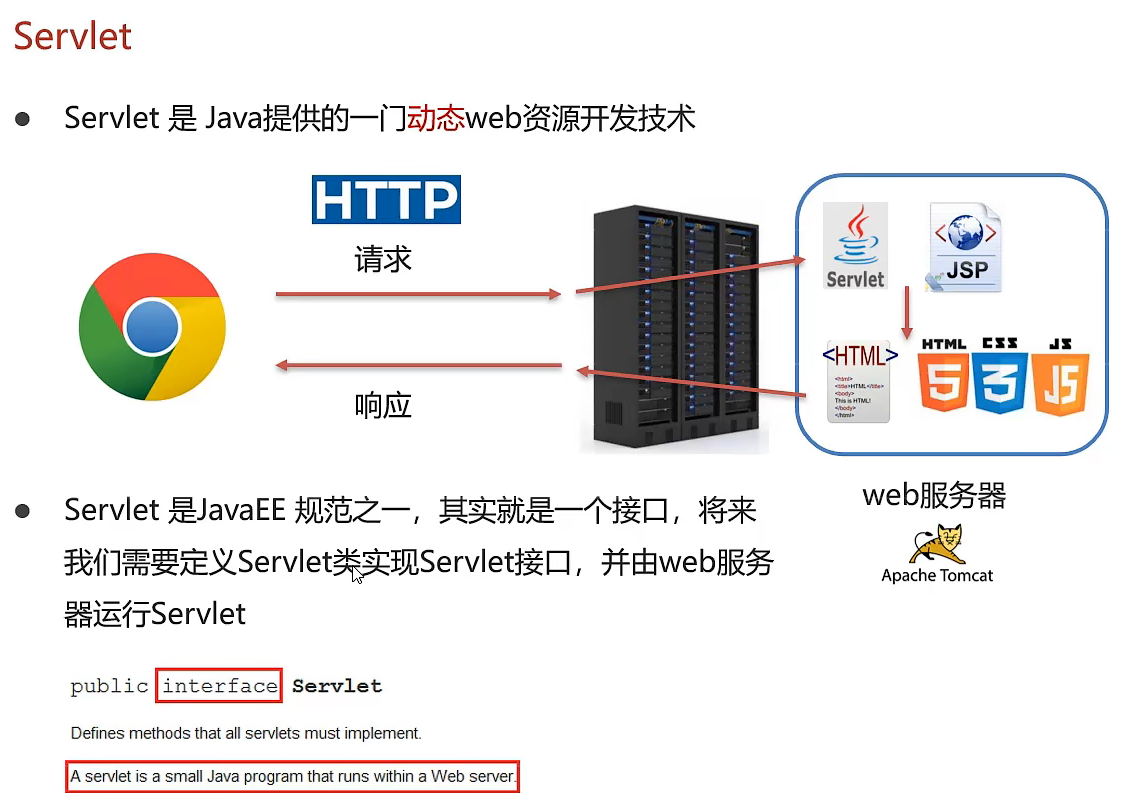 Servlet
● Servlet 是 Java提供的一门动态web资源开发技术
HTTP
请求
响应
Servlet
<>
JSP
<HTML>
<html>
<title>HTML</title>
<body>
This is HTML!
</body>
</html>
HTML
5
CSS
3
JS
JS
web服务器
Apache Tomcat
● Servlet 是JavaEE 规范之一，其实就是一个接口，将来
我们需要定义Servlet类实现Servlet接口，并由web服务
器运行Servlet
public interface Servlet
Defines methods that all servlets must implement.
A servlet is a small Java program that runs within a Web server.